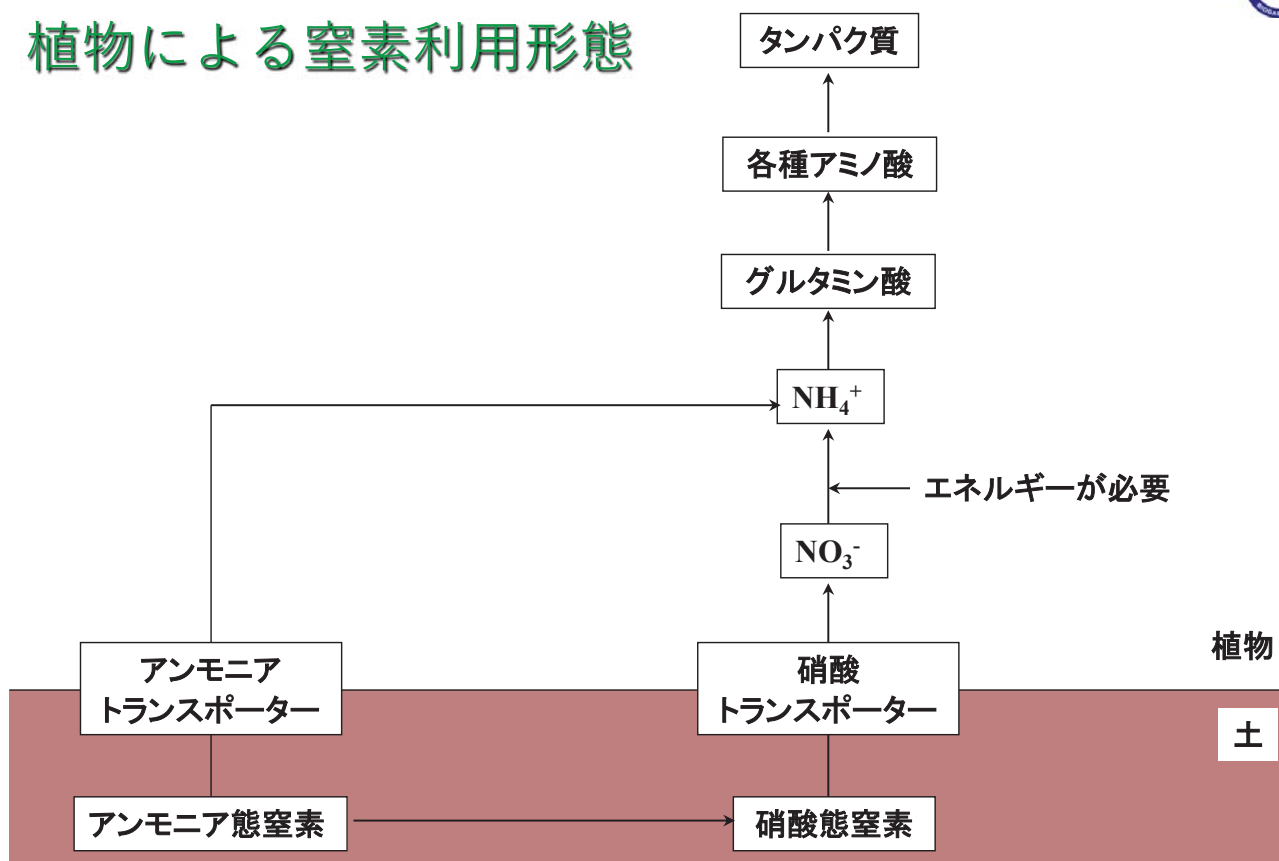 植物による窒素利用形態
タンパク質
各種アミノ酸
グルタミン酸
NH₄⁺
エネルギーが必要
NO₃⁻
植物
アンモニア
トランスポーター
硝酸
トランスポーター
土
アンモニア態窒素
硝酸態窒素